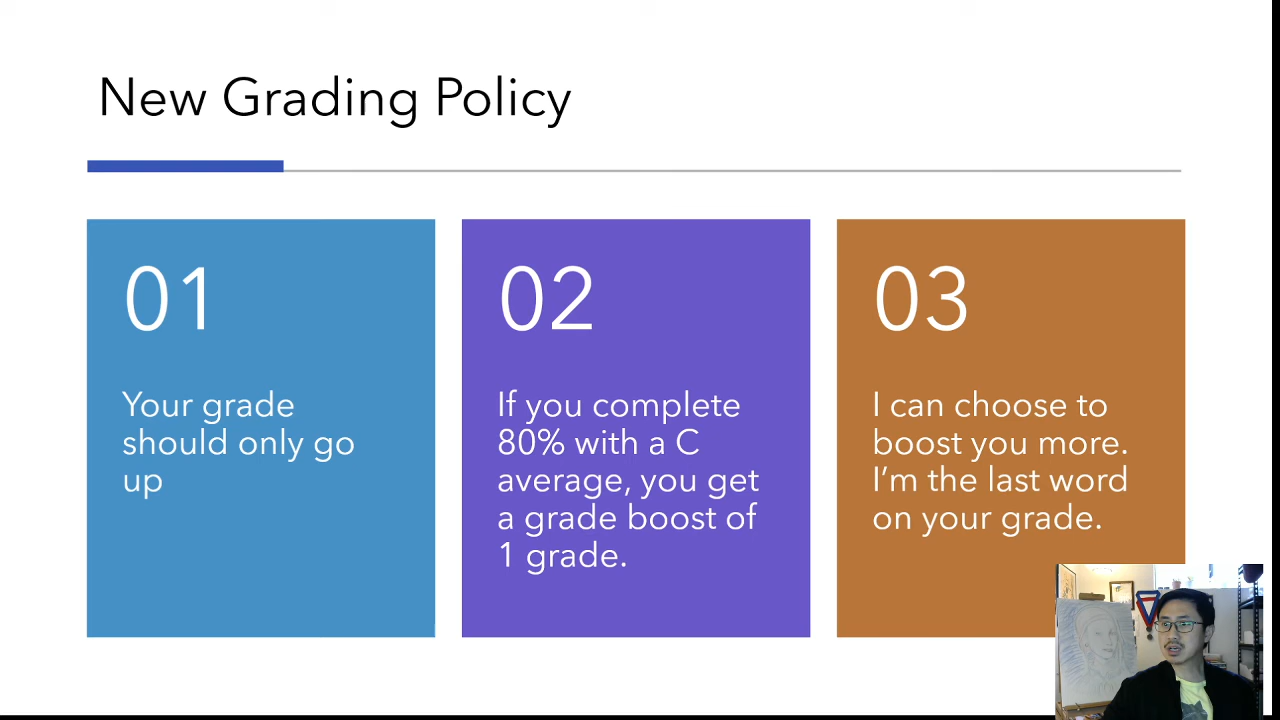 New Grading Policy
01
Your grade
should only go
up
02
If you complete
80% with a C
average, you get
a grade boost of
1 grade.
03
I can choose to
boost you more.
I’m the last word
on your grade.